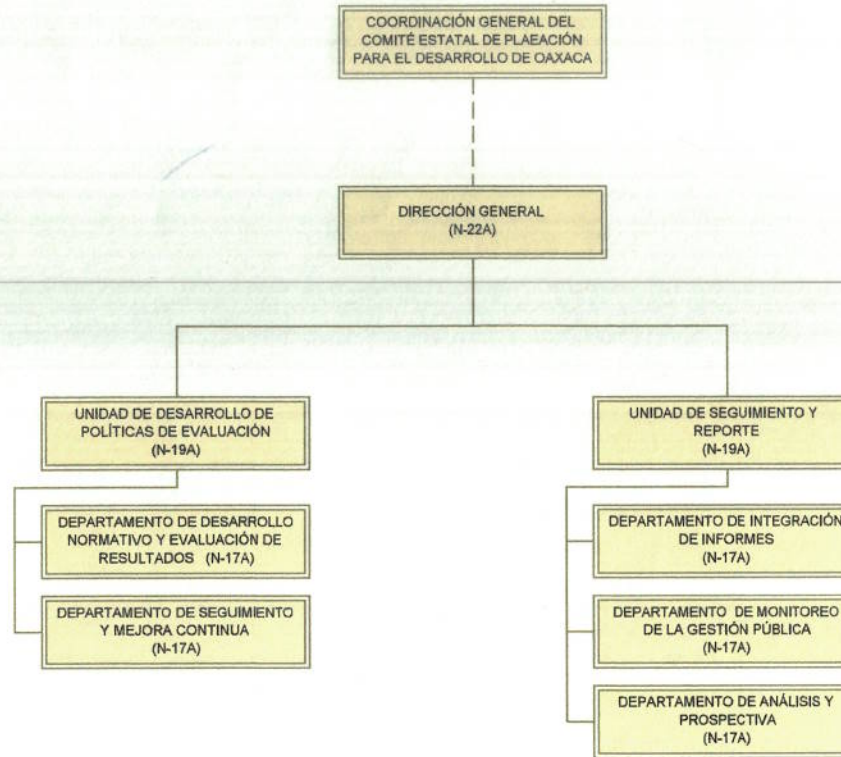 COORDINACIÓN GENERAL DEL
COMITÉ ESTATAL DE PLAEACIÓN
PARA EL DESARROLLO DE OAXACA
DIRECCIÓN GENERAL
(N-22A)
UNIDAD DE DESARROLLO DE
POLÍTICAS DE EVALUACIÓN
(N-19A)
DEPARTAMENTO DE DESARROLLO
NORMATIVO Y EVALUACIÓN DE
RESULTADOS (N-17A)
DEPARTAMENTO DE SEGUIMIENTO
Y MEJORA CONTINUA
(N-17A)
UNIDAD DE SEGUIMIENTO Y
REPORTE
(N-19A)
DEPARTAMENTO DE INTEGRACIÓN
DE INFORMES
(N-17A)
DEPARTAMENTO DE MONITOREO
DE LA GESTIÓN PÚBLICA
(N-17A)
DEPARTAMENTO DE ANÁLISIS Y
PROSPECTIVA
(N-17A)